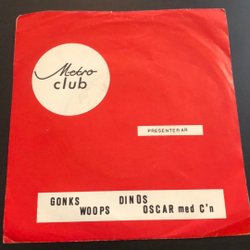 Metro
club
PRESENTERAR
GONKS DINOS
WOOPS OSCAR med C'n